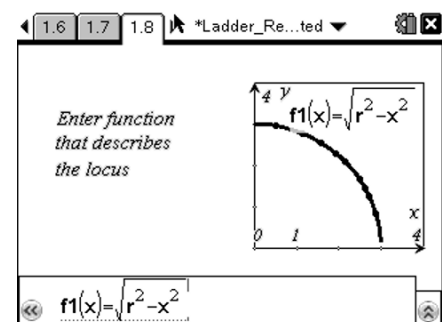 1.6 1.7 1.8 *Ladder_Re...ted
Enter function
that describes
the locus
4 y
f1(x)=√(r²-x²)
x
0 1 4
f1(x)=√(r²-x²)